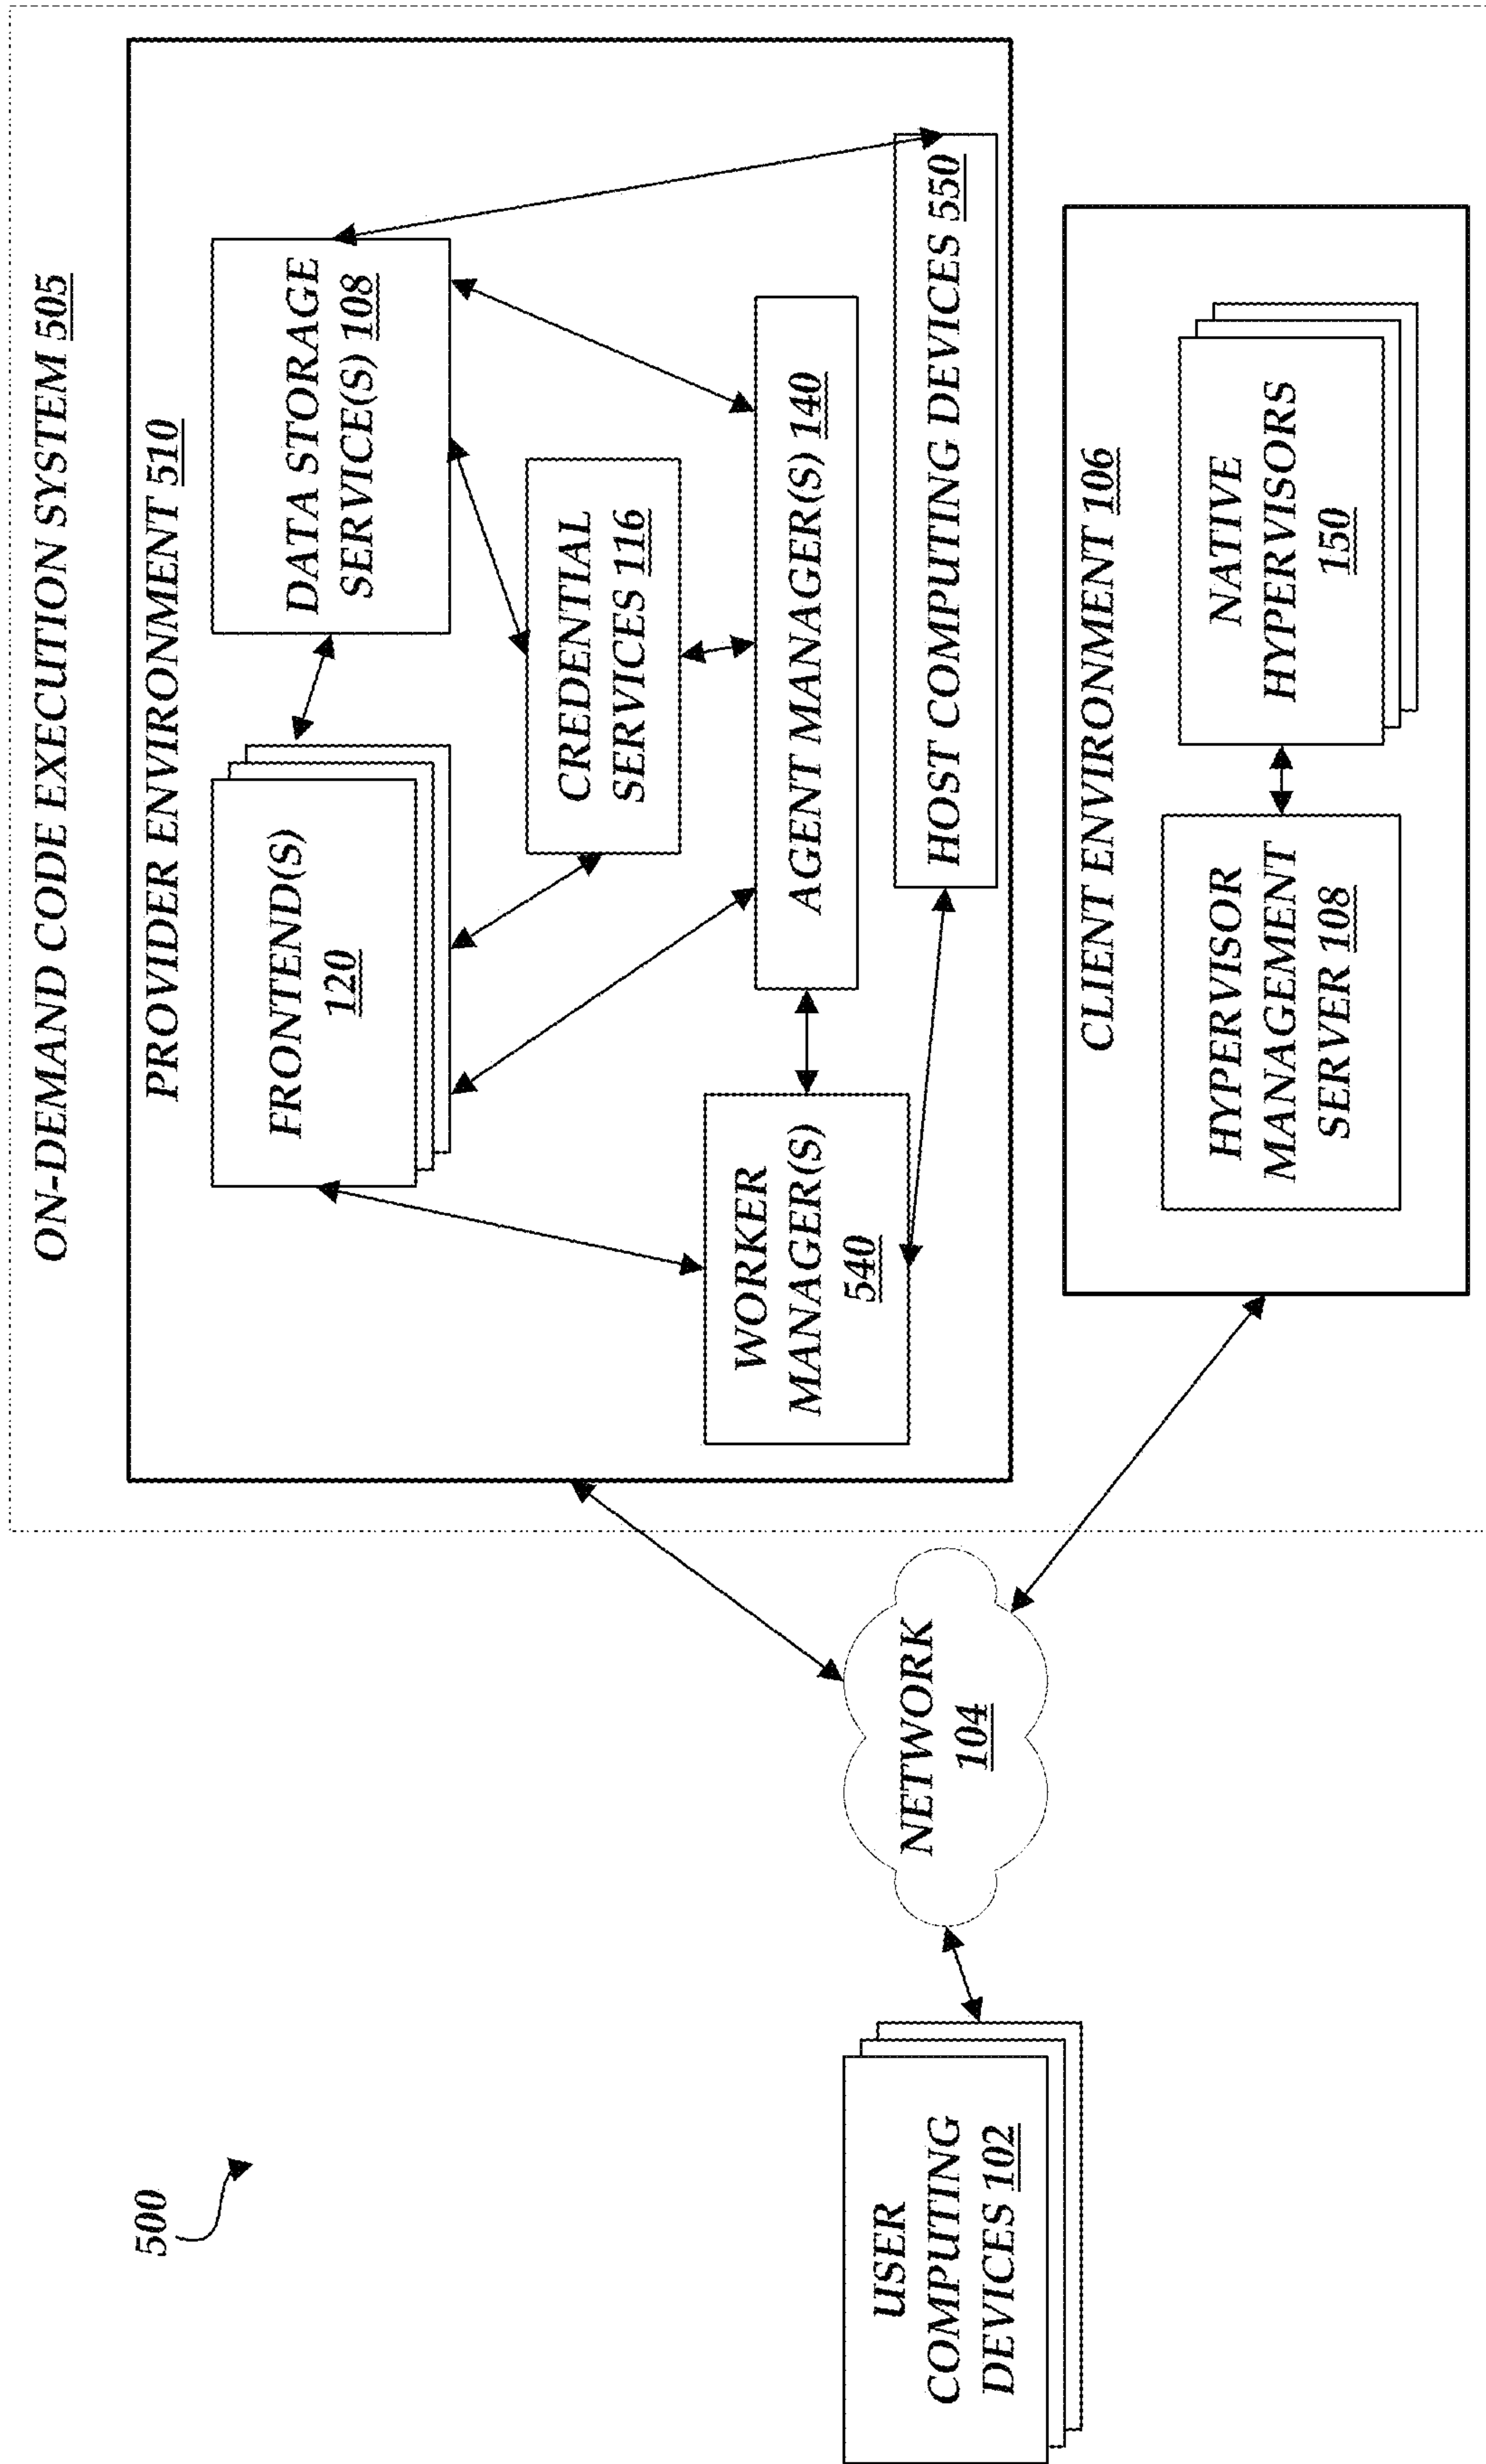 500
ON-DEMAND CODE EXECUTION SYSTEM 505
PROVIDER ENVIRONMENT 510
FRONTEND(S)
120
DATA STORAGE
SERVICE(S) 108
CREDENTIAL
SERVICES 116
WORKER
MANAGER(S)
540
AGENT MANAGER(S) 140
HOST COMPUTING DEVICES 550
USER
COMPUTING
DEVICES 102
NETWORK
104
CLIENT ENVIRONMENT 106
HYPERVISOR
MANAGEMENT
SERVER 108
NATIVE
HYPERVISORS
150